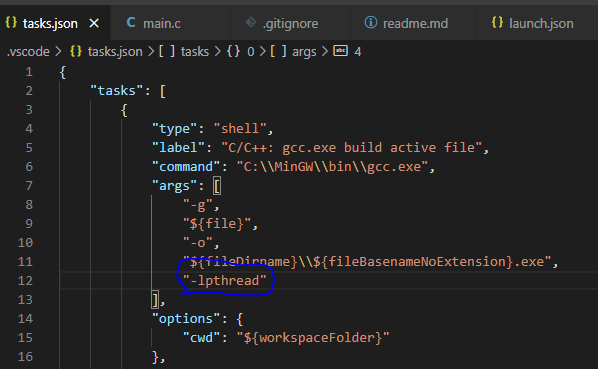 tasks.json × C main.c .gitignore readme.md launch.json
.vscode > {} tasks.json > [ ] tasks > {} 0 > [ ] args > abc 4
1 {
2 "tasks": [
3 {
4 "type": "shell",
5 "label": "C/C++: gcc.exe build active file",
6 "command": "C:\\MinGW\\bin\\gcc.exe",
7 "args": [
8 "-g",
9 "${file}",
10 "-o",
11 "${fileDirname}\\${fileBasenameNoExtension}.exe",
12 "-lpthread"
13 ],
14 "options": {
15 "cwd": "${workspaceFolder}"
16 },